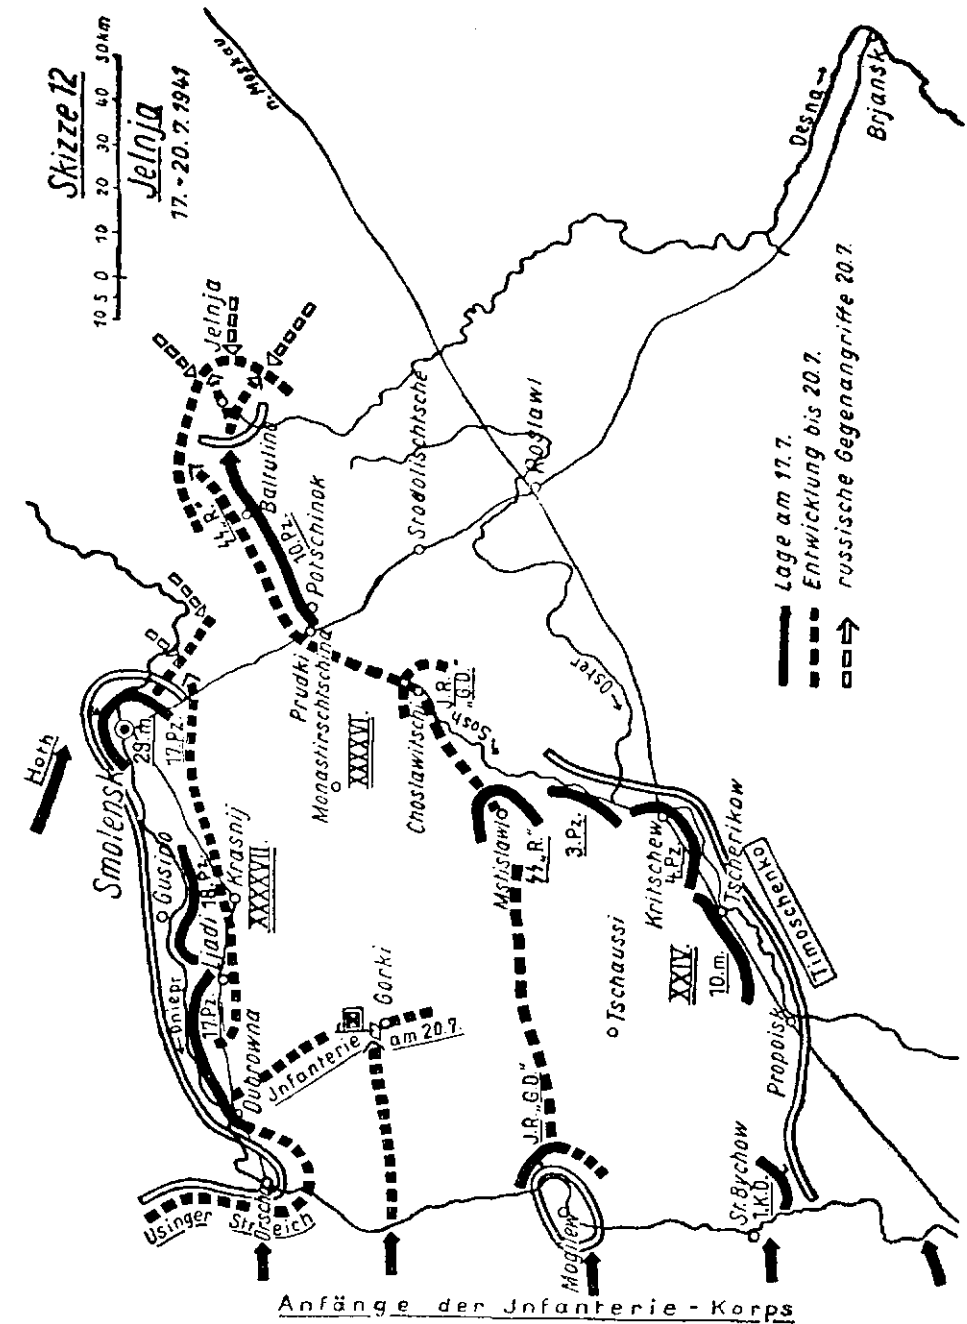 Skizze 12
10 5 0 10 20 30 40 50km
Jelnja
17.-20.7.1941
n. Moskau
Desna →
Brjansk
Jelnja
Baltutino
SS„R.”
10.Pz.
Potschinok
Srodolischtsche
Roslawl
Prudki
Monastirschtschina
XXXXVI.
Choslawitschi
J.R.
„G.D.”
Sosh
Oster
Hoth
Smolensk
29.m.
17.Pz.
Gusino
18.Pz.
Krasnij
XXXXVII.
Ljadi
Dnjepr
17.Pz.
Dubrowna
Jnfanterie
am 20.7.
Gorki
Mstislawl
SS„R.”
3.Pz.
Kritschew
4.Pz.
Tscherikow
Timoschenko
XXIV.
10.m.
Tschaussi
Propoisk
J.R.„G.D.”
Usinger
Streich
Orscha
Mogilew
St.Bychow
1.K.D.
Lage am 17.7.
Entwicklung bis 20.7.
russische Gegenangriffe 20.7.
Anfänge der Jnfanterie-Korps